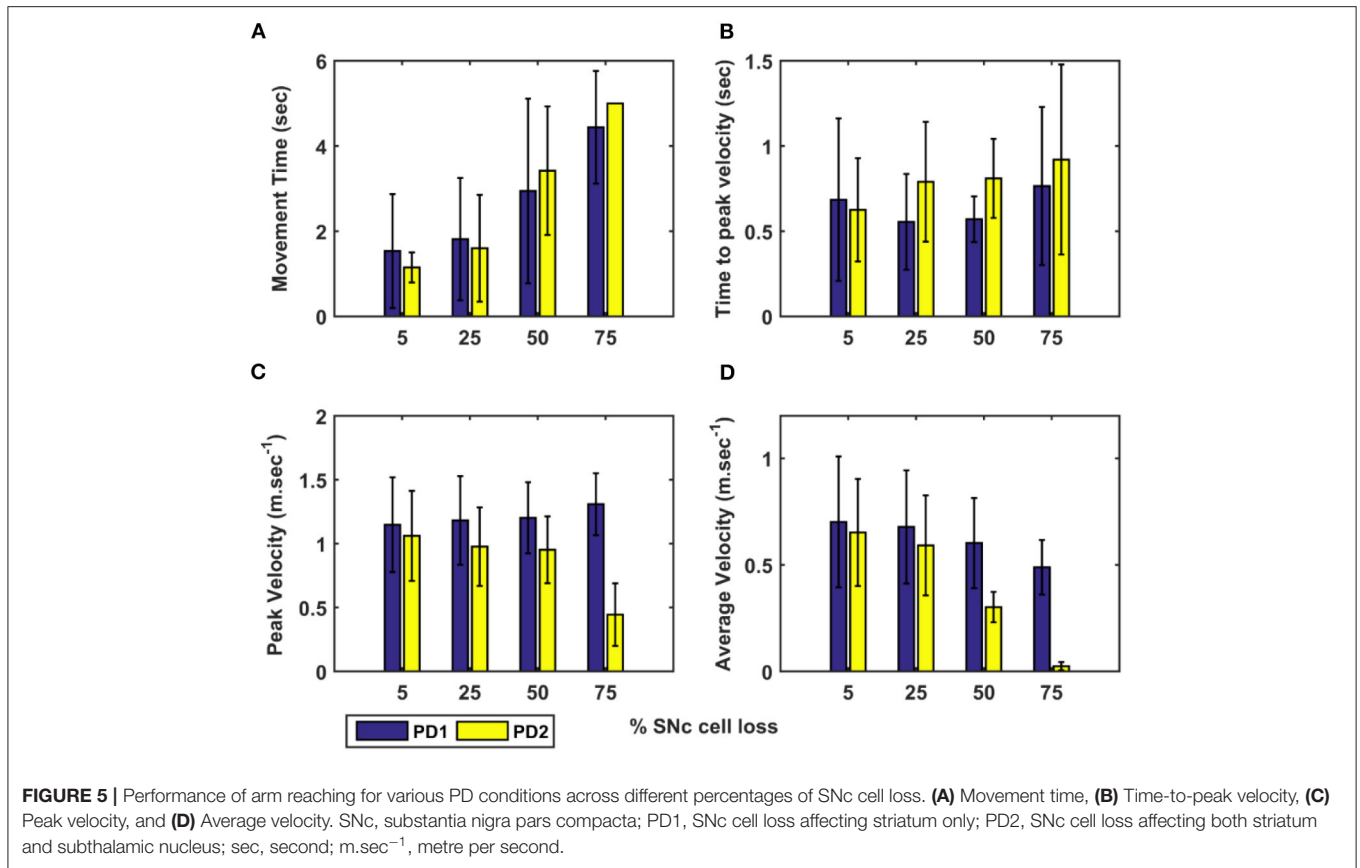 A
B
6
4
2
0
Movement Time (sec)
5 25 50 75
1.5
1
0.5
0
Time to peak velocity (sec)
5 25 50 75
C
D
2
1.5
1
0.5
0
Peak Velocity (m.sec-1)
5 25 50 75
1
0.5
0
Average Velocity (m.sec-1)
5 25 50 75
PD1 PD2
% SNc cell loss
FIGURE 5 | Performance of arm reaching for various PD conditions across different percentages of SNc cell loss. (A) Movement time, (B) Time-to-peak velocity, (C)
Peak velocity, and (D) Average velocity. SNc, substantia nigra pars compacta; PD1, SNc cell loss affecting striatum only; PD2, SNc cell loss affecting both striatum
and subthalamic nucleus; sec, second; m.sec−1, metre per second.